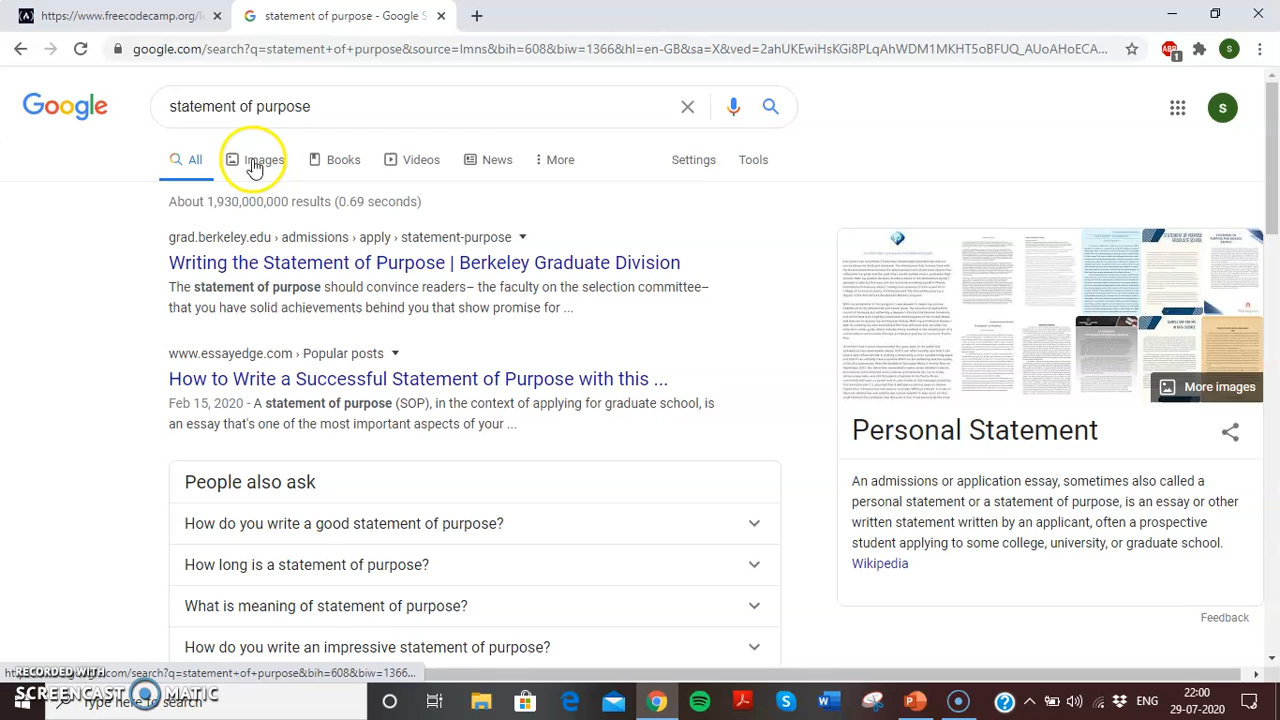 https://www.freecodecamp.org/
statement of purpose - Google S
google.com/search?q=statement+of+purpose&source=lmns&bih=608&biw=1366&hl=en-GB&sa=X&ved=2ahUKEwiHsKGi8PLqAhWDM1MKHT5oBFUQ_AUoAHoECA...
ABP
1
S
Google
statement of purpose
S
All
Images
Books
Videos
News
More
Settings
Tools
About 1,930,000,000 results (0.69 seconds)
grad.berkeley.edu › admissions
Writing the Statement of Purpose | Berkeley Graduate Division
The statement of purpose should convince readers– the faculty on the selection committee–
that you have solid achievements behind them that show promise for ...
Popular posts
How to Write a Successful Statement of Purpose with this ...
Feb 15, 2020 - A statement of purpose (SOP), in the context of applying for graduate school, is
an essay that's one of the most important aspects of your ...
People also ask
How do you write a good statement of purpose?
How long is a statement of purpose?
What is meaning of statement of purpose?
How do you write an impressive statement of purpose?
More images
Personal Statement
An admissions or application essay, sometimes also called a
personal statement or a statement of purpose, is an essay or other
written statement written by an applicant, often a prospective
student applying to some college, university, or graduate school.
Wikipedia
Feedback
.com/search?q=statement+of+purpose&bih=608&biw=1366...
RECORDED WITH
SCREENCAST MATIC
Type here to search
ENG
22:00
29-07-2020